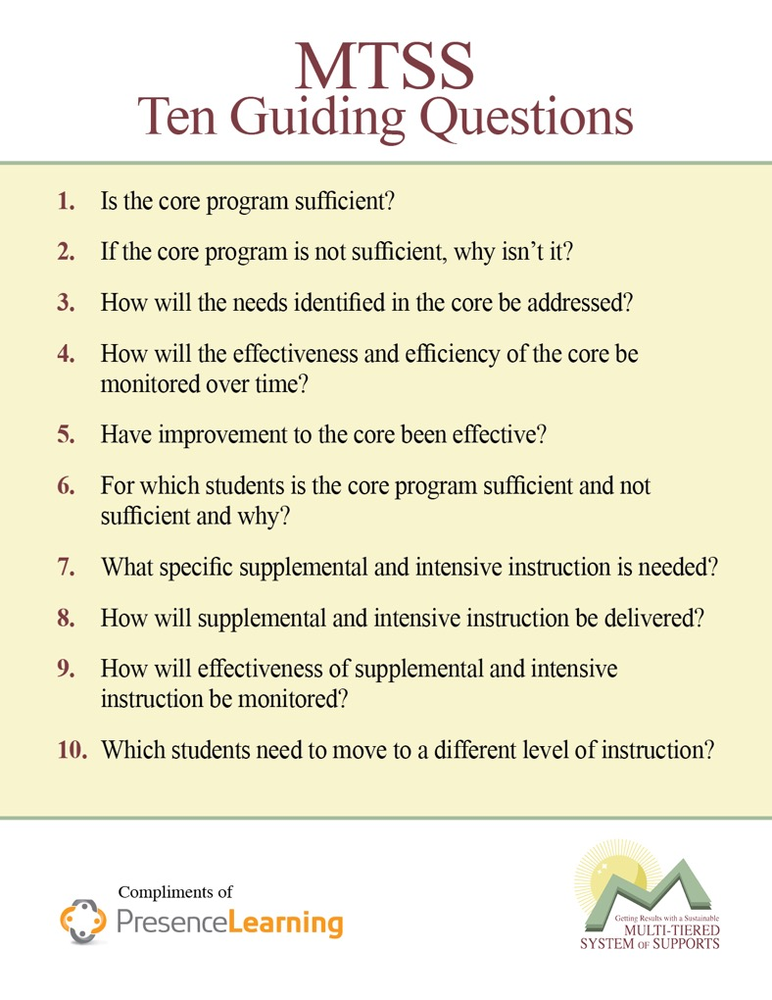 MTSS
Ten Guiding Questions
1. Is the core program sufficient?
2. If the core program is not sufficient, why isn’t it?
3. How will the needs identified in the core be addressed?
4. How will the effectiveness and efficiency of the core be
monitored over time?
5. Have improvement to the core been effective?
6. For which students is the core program sufficient and not
sufficient and why?
7. What specific supplemental and intensive instruction is needed?
8. How will supplemental and intensive instruction be delivered?
9. How will effectiveness of supplemental and intensive
instruction be monitored?
10. Which students need to move to a different level of instruction?
Compliments of
PresenceLearning
Getting Results with a Sustainable
MULTI-TIERED
SYSTEM OF SUPPORTS